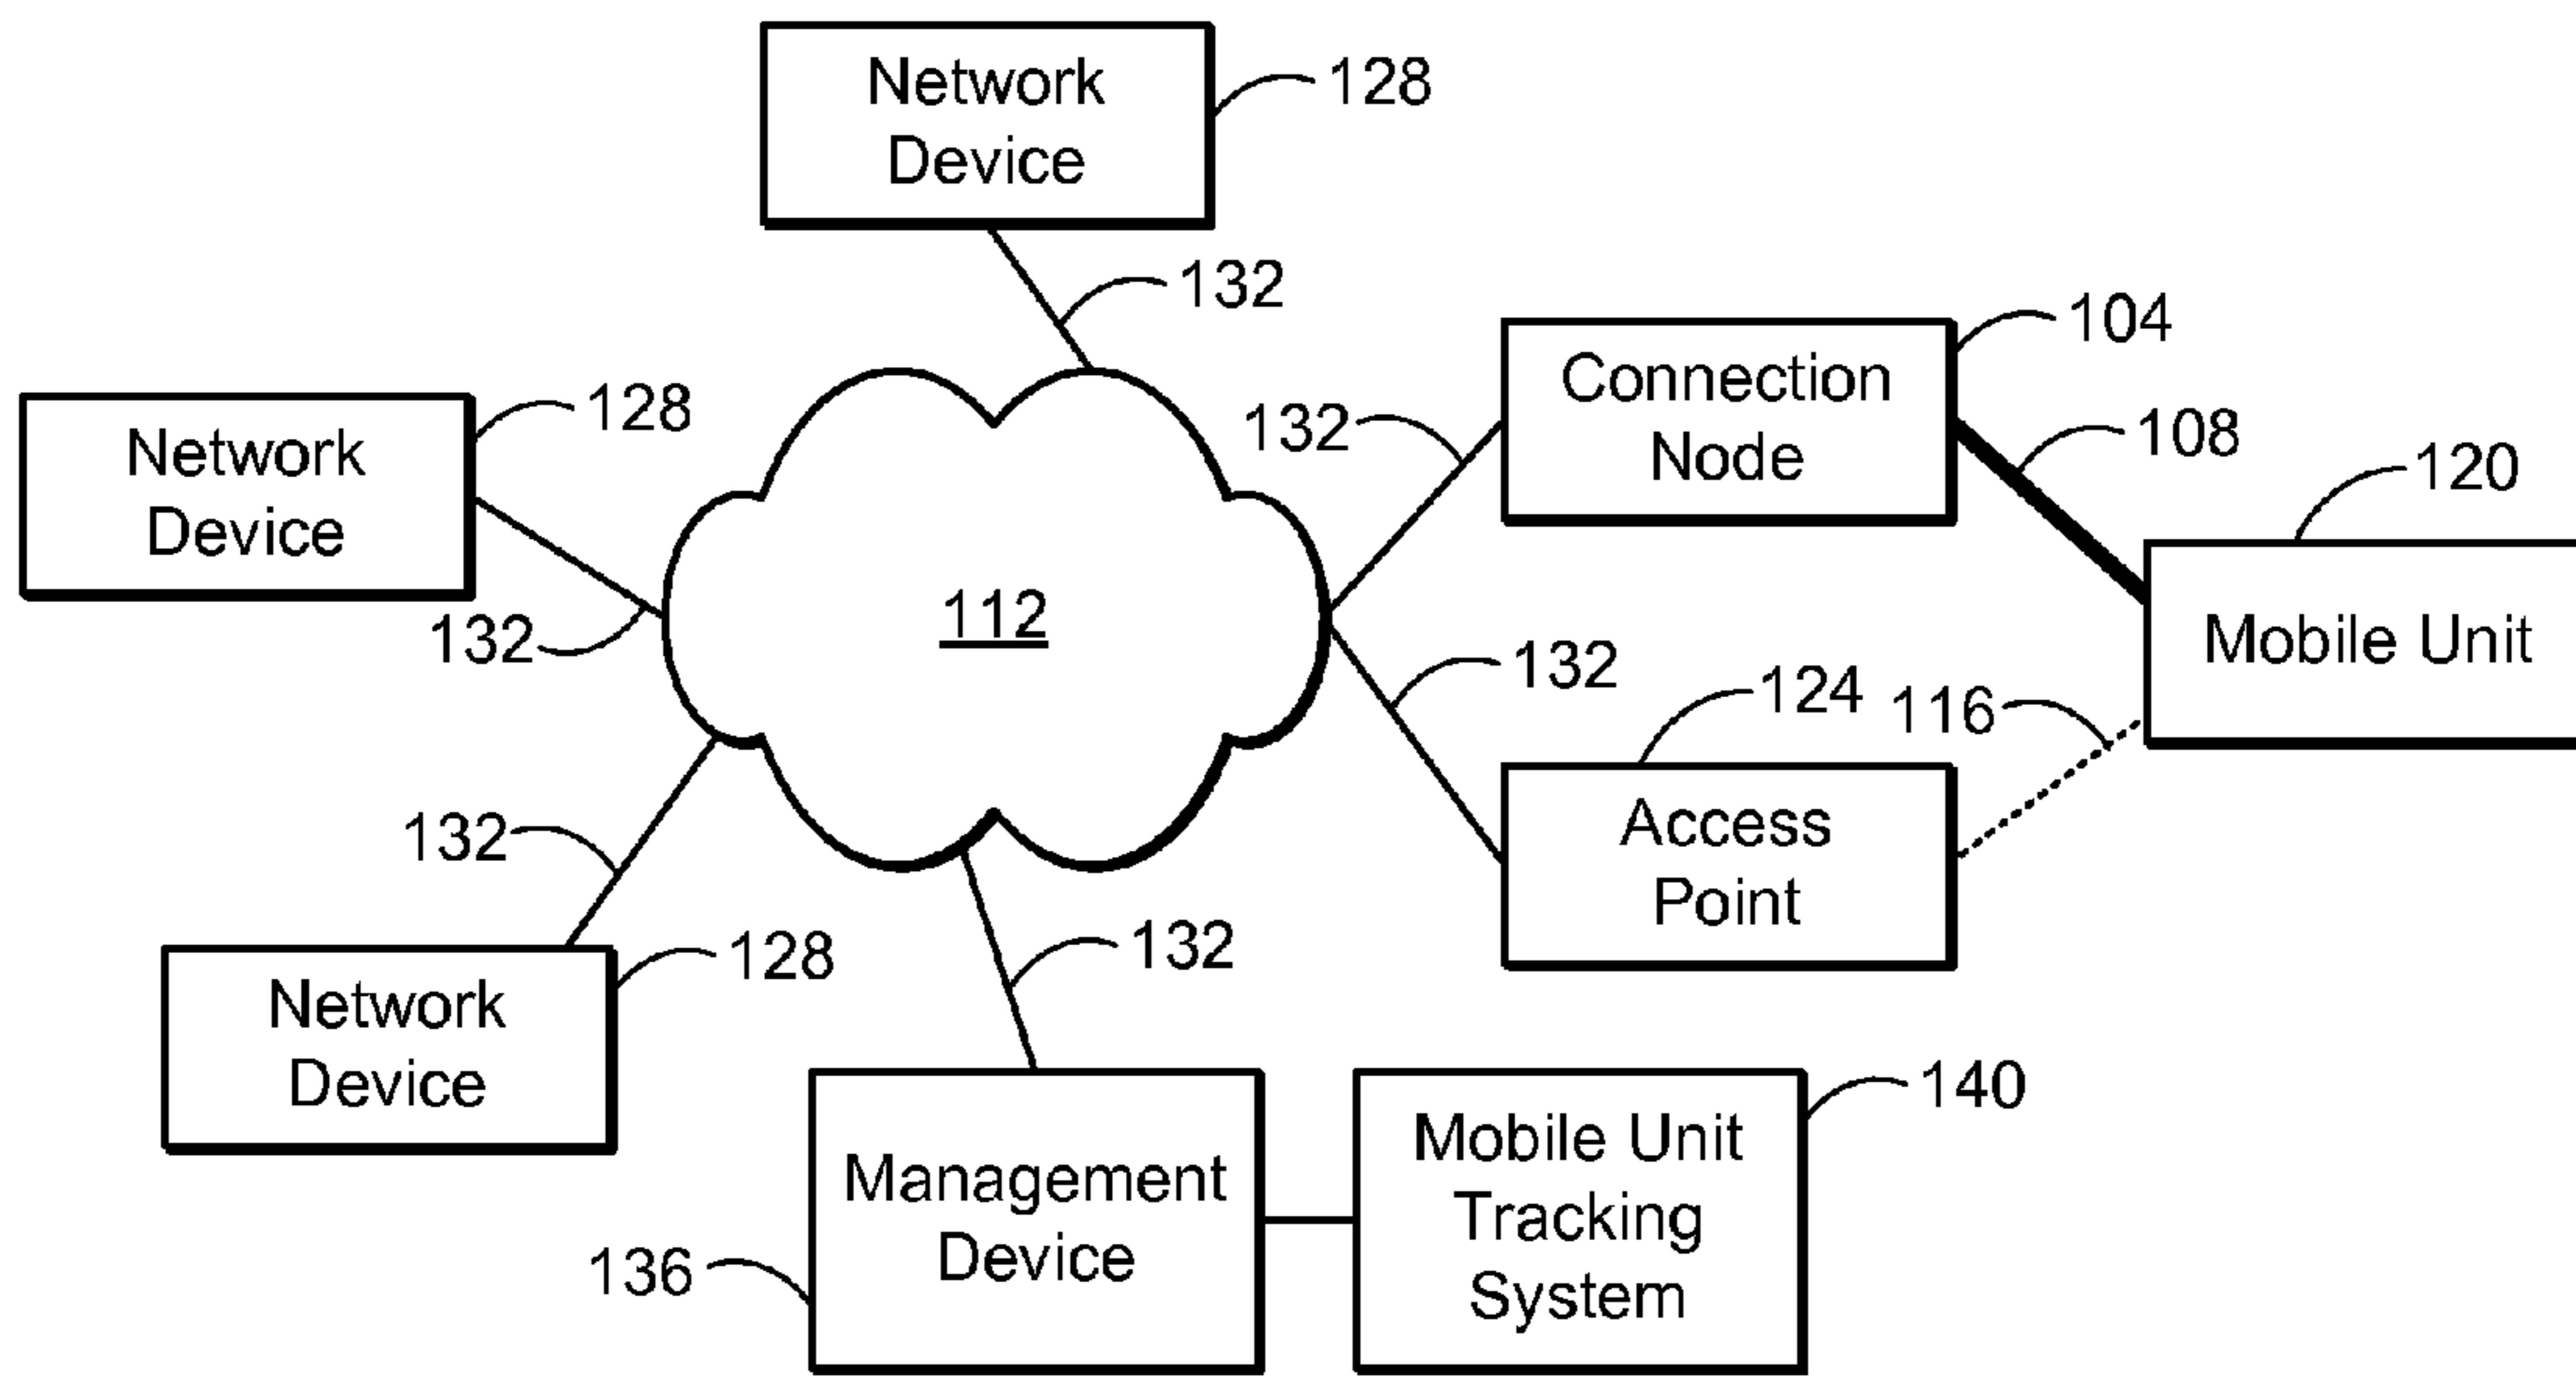 Network
Device
128
132
Connection
Node
104
132
108
120
Network
Device
128
132
112
Mobile Unit
132
124
116
Access
Point
132
Network
Device
128
132
Management
Device
136
Mobile Unit
Tracking
System
140